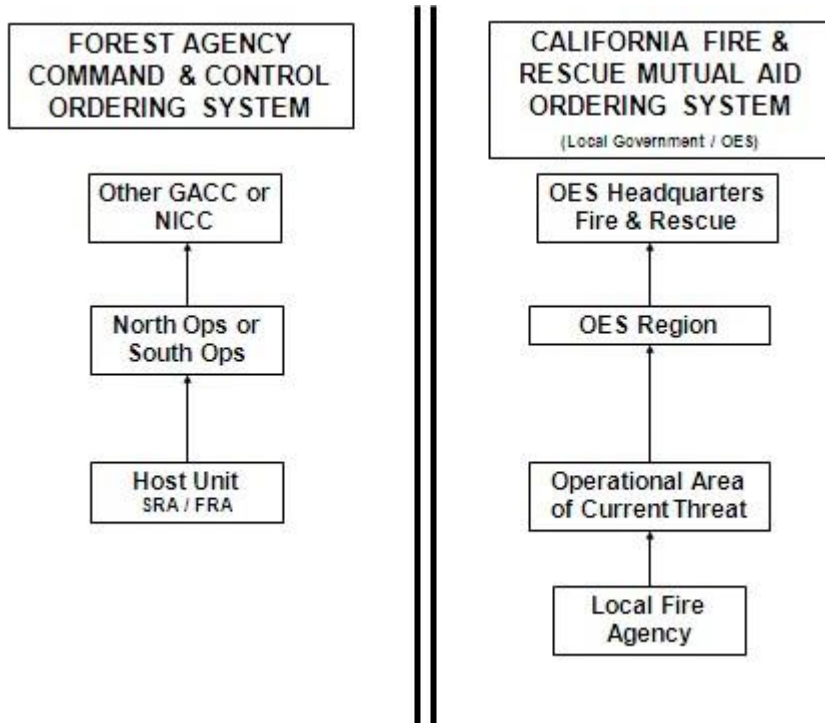 FOREST AGENCY
COMMAND & CONTROL
ORDERING SYSTEM
Other GACC or
NICC
North Ops or
South Ops
Host Unit
SRA / FRA
CALIFORNIA FIRE &
RESCUE MUTUAL AID
ORDERING SYSTEM
(Local Government / OES)
OES Headquarters
Fire & Rescue
OES Region
Operational Area
of Current Threat
Local Fire
Agency